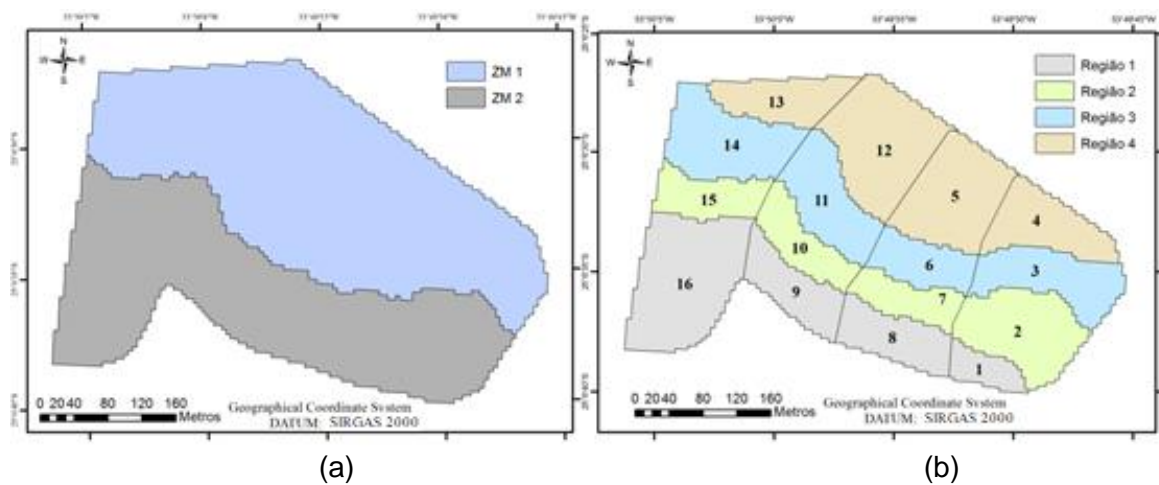 N
W E
S
ZM 1
ZM 2
0 20 40 80 120 160
Metros
Geographical Coordinate System
DATUM: SIRGAS 2000
(a)
N
W E
S
Região 1
Região 2
Região 3
Região 4
13
14
12
15
11
5
4
10
6
3
16
9
7
2
8
1
0 20 40 80 120 160
Metros
Geographical Coordinate System
DATUM: SIRGAS 2000
(b)